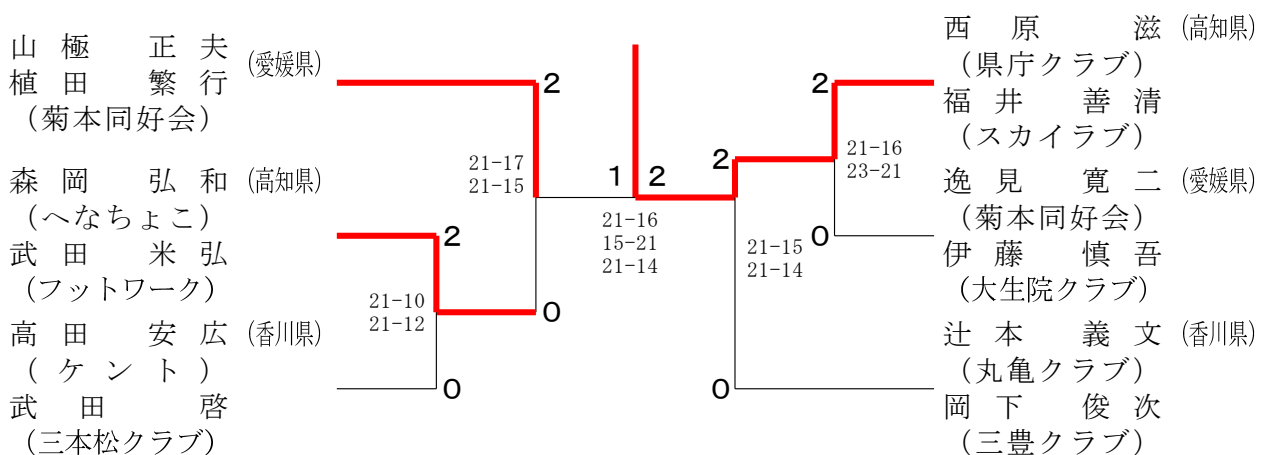 山極 正夫 (愛媛県)
植田 繁行
(菊本同好会)
森岡 弘和 (高知県)
(へなちょこ)
武田 米弘
(フットワーク)
高田 安広 (香川県)
(ケント)
武田 啓
(三本松クラブ)
2
21-17
21-15
2
0
21-10
21-12
0
1 2
21-16
15-21
21-14
2
2
21-16
23-21
0
21-15
21-14
0
西原 滋 (高知県)
(県庁クラブ)
福井 善清
(スカイラブ)
逸見 寛二 (愛媛県)
(菊本同好会)
伊藤 慎吾
(大生院クラブ)
辻本 義文 (香川県)
(丸亀クラブ)
岡下 俊次
(三豊クラブ)